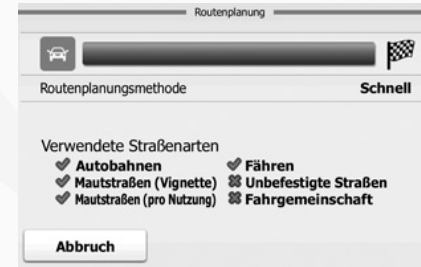 Routenplanung
Routenplanungsmethode Schnell
Verwendete Straßenarten
Autobahnen Fähren
Mautstraßen (Vignette) Unbefestigte Straßen
Mautstraßen (pro Nutzung) Fahrgemeinschaft
Abbruch